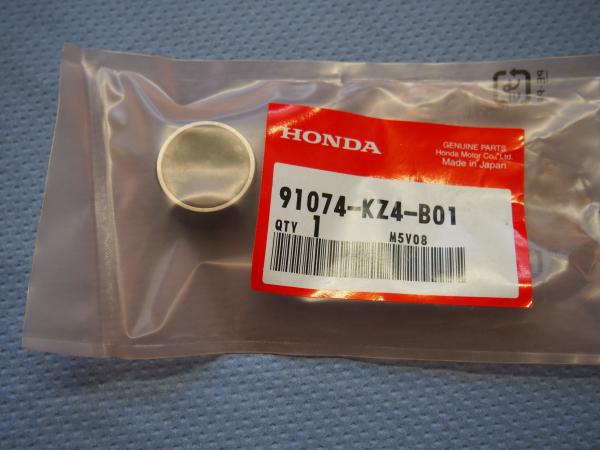 HONDA
GENUINE PARTS
Honda Motor Co., Ltd.
Made in Japan
91074-KZ4-B01
QTY 1
M5V08